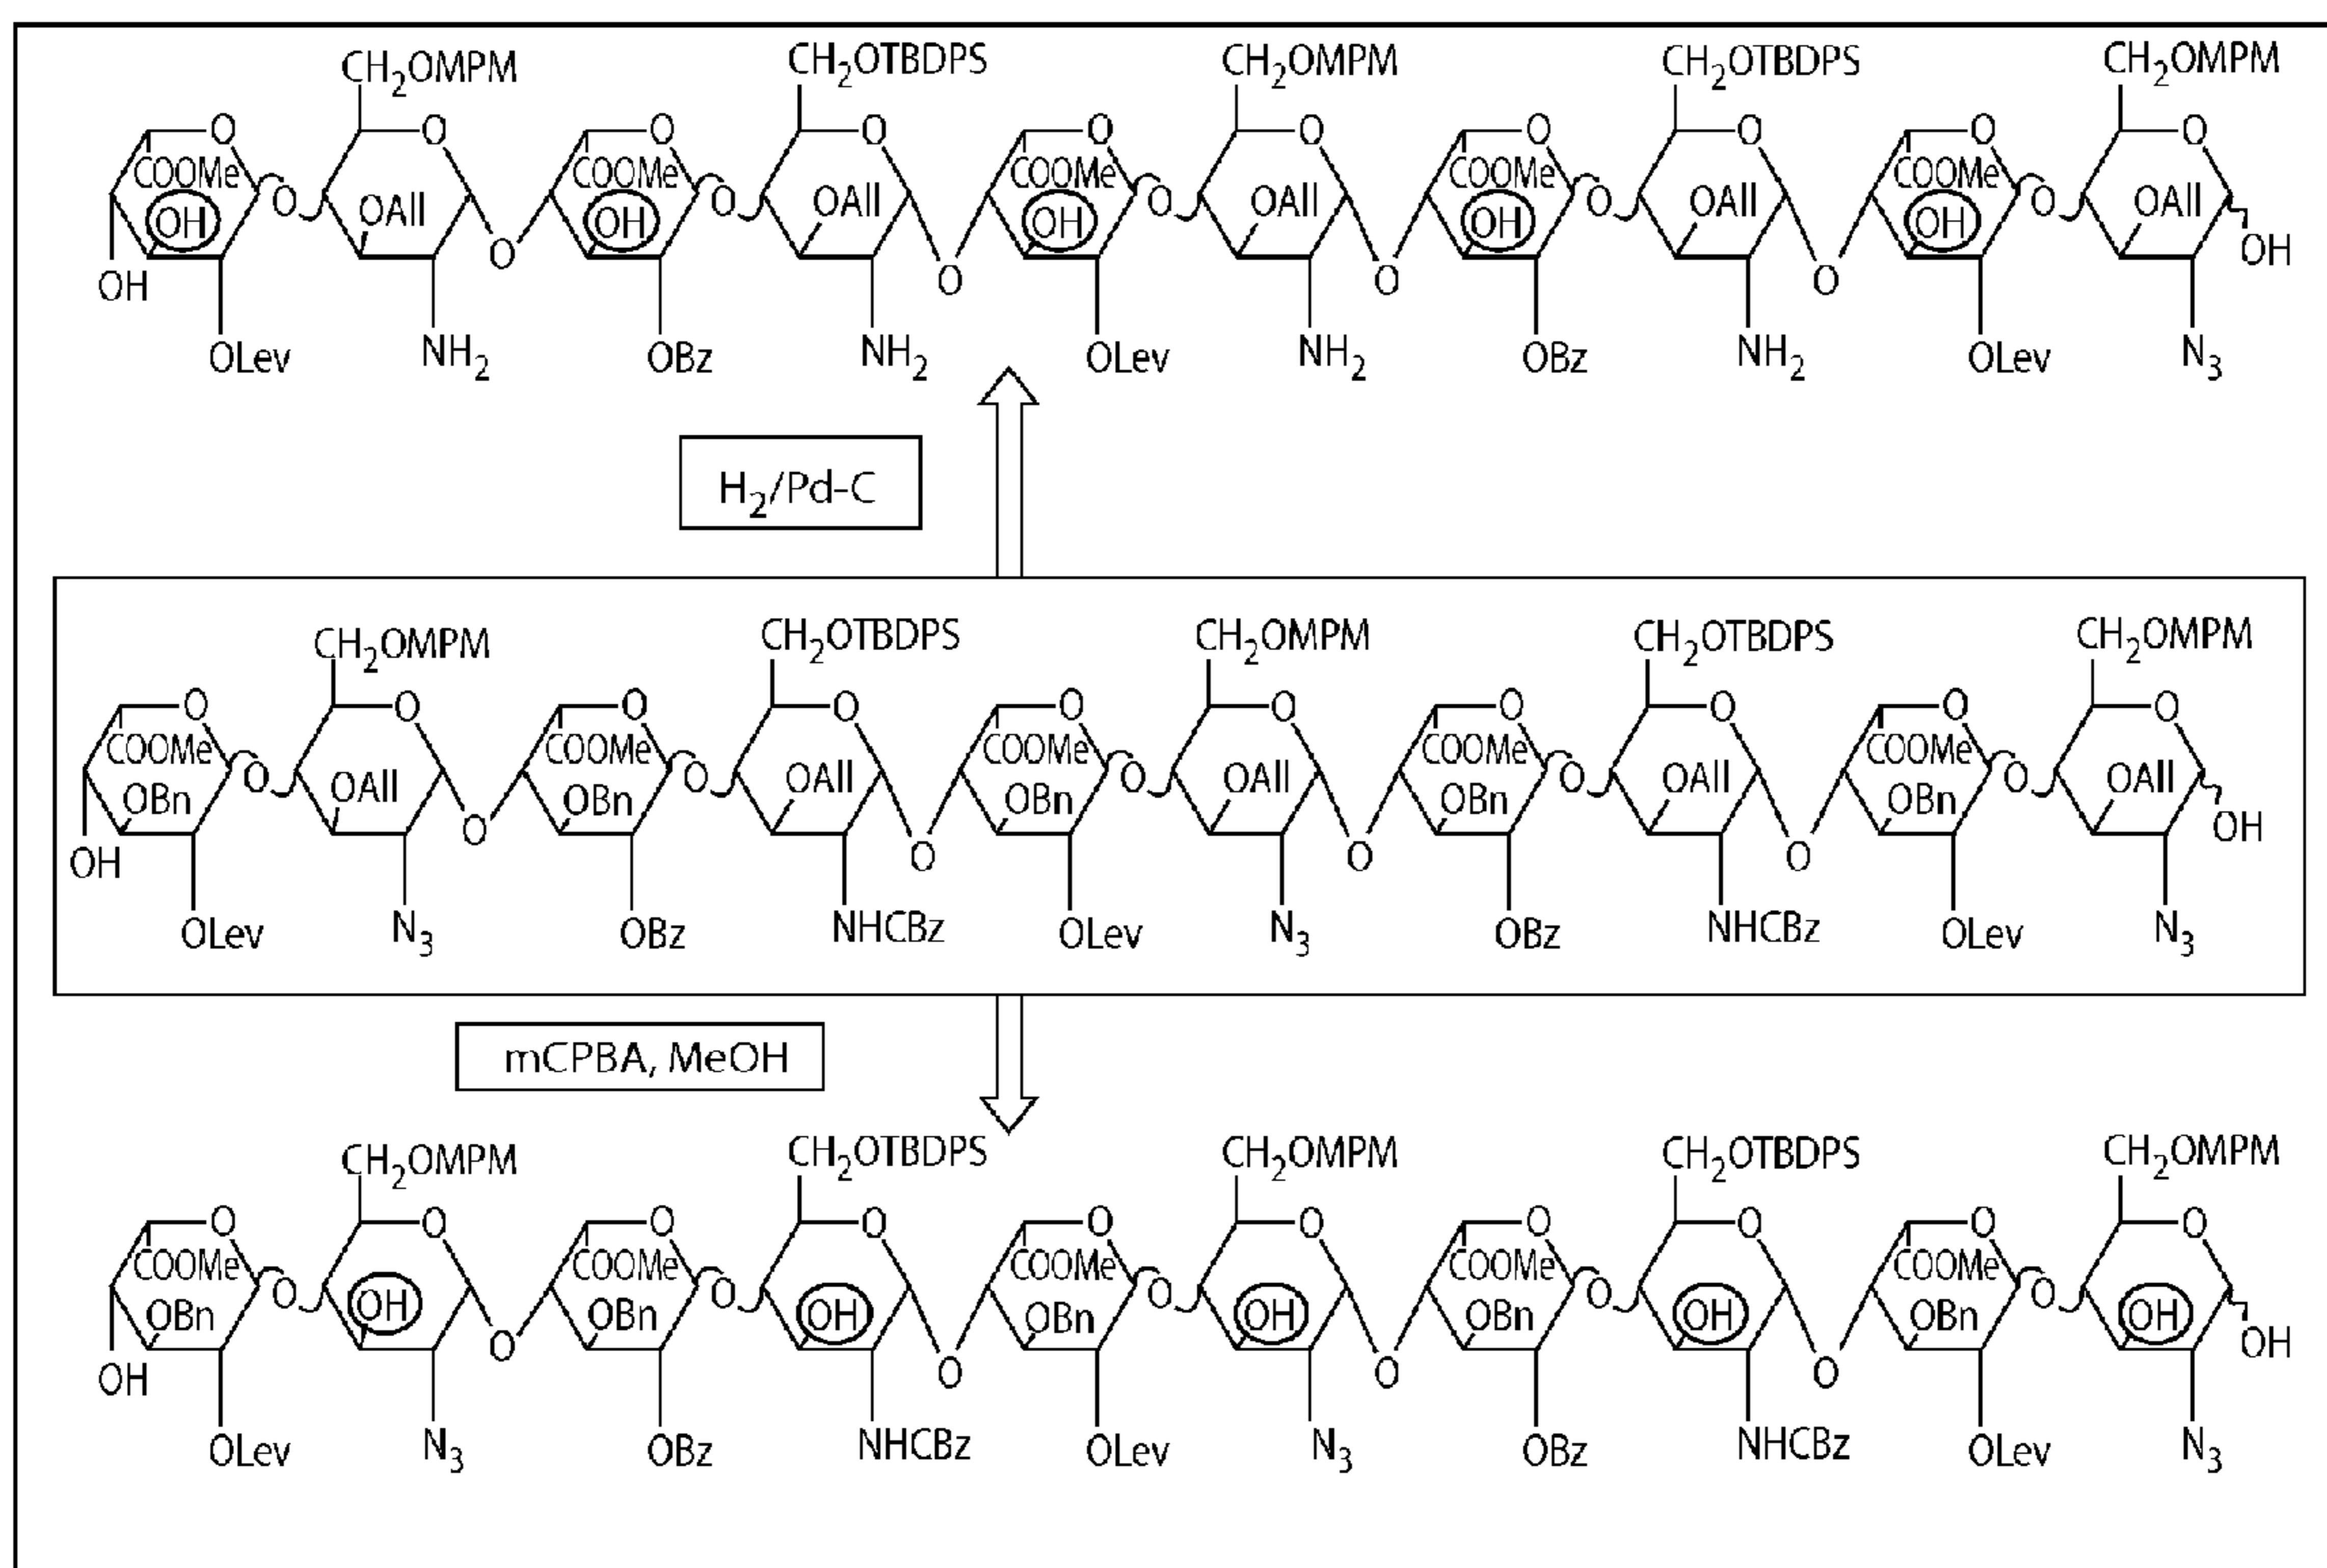 CH2OMPM CH2OTBDPS CH2OMPM CH2OTBDPS CH2OMPM
O O O O O O O O O O
COOMe COOMe COOMe COOMe COOMe
O OAll O OAll O OAll O OAll O OAll
OH OH OH OH OH
O O O O OH
OH
OLev NH2 OBz NH2 OLev NH2 OBz NH2 OLev N3
H2/Pd-C
CH2OMPM CH2OTBDPS CH2OMPM CH2OTBDPS CH2OMPM
O O O O O O O O O O
COOMe COOMe COOMe COOMe COOMe
O OAll O OAll O OAll O OAll O OAll
OBn OBn OBn OBn OBn
O O O O OH
OH
OLev N3 OBz NHCBz OLev N3 OBz NHCBz OLev N3
mCPBA, MeOH
CH2OMPM CH2OTBDPS CH2OMPM CH2OTBDPS CH2OMPM
O O O O O O O O O O
COOMe COOMe COOMe COOMe COOMe
O O O O O
OBn OH OBn OH OBn OH OBn OH OBn OH
O O O O OH
OH
OLev N3 OBz NHCBz OLev N3 OBz NHCBz OLev N3